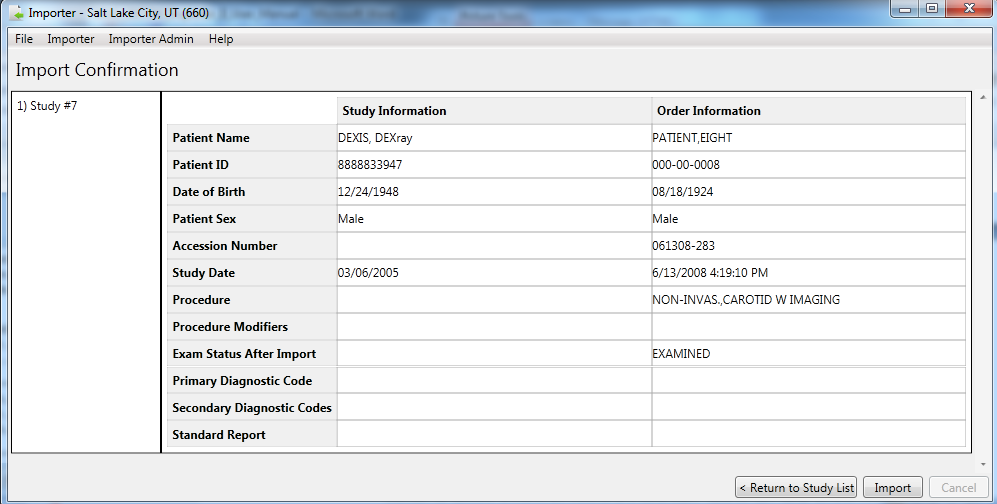 Importer - Salt Lake City, UT (660)
File Importer Importer Admin Help
Import Confirmation
1) Study #7
Study Information Order Information
Patient Name DEXIS, DEXray PATIENT,EIGHT
Patient ID 8888833947 000-00-0008
Date of Birth 12/24/1948 08/18/1924
Patient Sex Male Male
Accession Number 061308-283
Study Date 03/06/2005 6/13/2008 4:19:10 PM
Procedure NON-INVAS.,CAROTID W IMAGING
Procedure Modifiers
Exam Status After Import EXAMINED
Primary Diagnostic Code
Secondary Diagnostic Codes
Standard Report
< Return to Study List Import Cancel